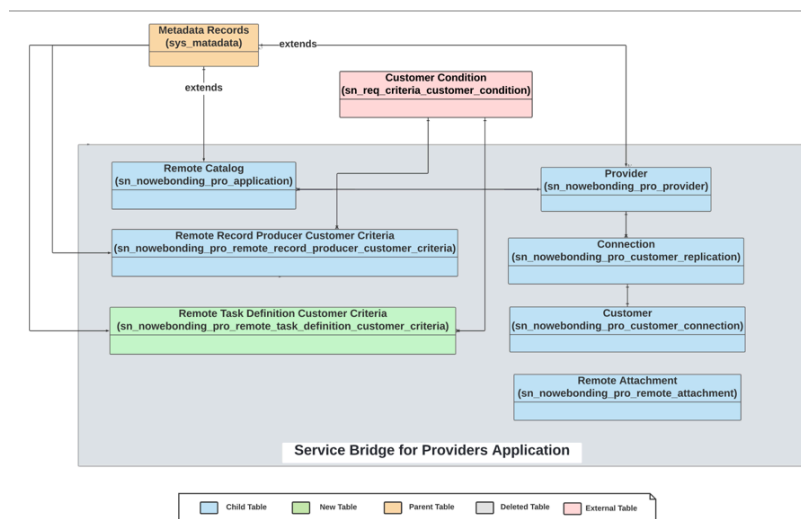 Metadata Records
(sys_matadata)
extends
extends
Customer Condition
(sn_req_criteria_customer_condition)
Remote Catalog
(sn_nowebonding_pro_application)
Provider
(sn_nowebonding_pro_provider)
Remote Record Producer Customer Criteria
(sn_nowebonding_pro_remote_record_producer_customer_criteria)
Connection
(sn_nowebonding_pro_customer_replication)
Remote Task Definition Customer Criteria
(sn_nowebonding_pro_remote_task_definition_customer_criteria)
Customer
(sn_nowebonding_pro_customer_connection)
Remote Attachment
(sn_nowebonding_pro_remote_attachment)
Service Bridge for Providers Application
Child Table
New Table
Parent Table
Deleted Table
External Table